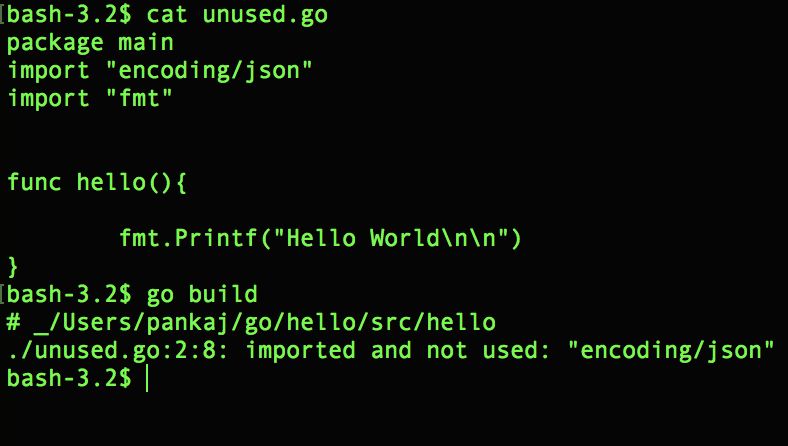 [bash-3.2$ cat unused.go
package main
import "encoding/json"
import "fmt"
func hello(){
fmt.Printf("Hello World\n\n")
}
[bash-3.2$ go build
# _/Users/pankaj/go/hello/src/hello
./unused.go:2:8: imported and not used: "encoding/json"
bash-3.2$